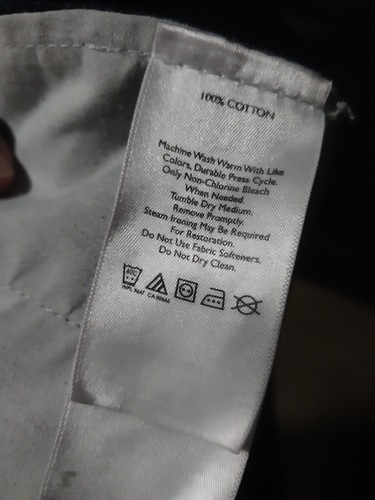 100% COTTON
Machine Wash Warm With Like
Colors, Durable Press Cycle.
Only Non-Chlorine Bleach
When Needed.
Tumble Dry Medium.
Remove Promptly.
Steam Ironing May Be Required
For Restoration.
Do Not Use Fabric Softeners.
Do Not Dry Clean.